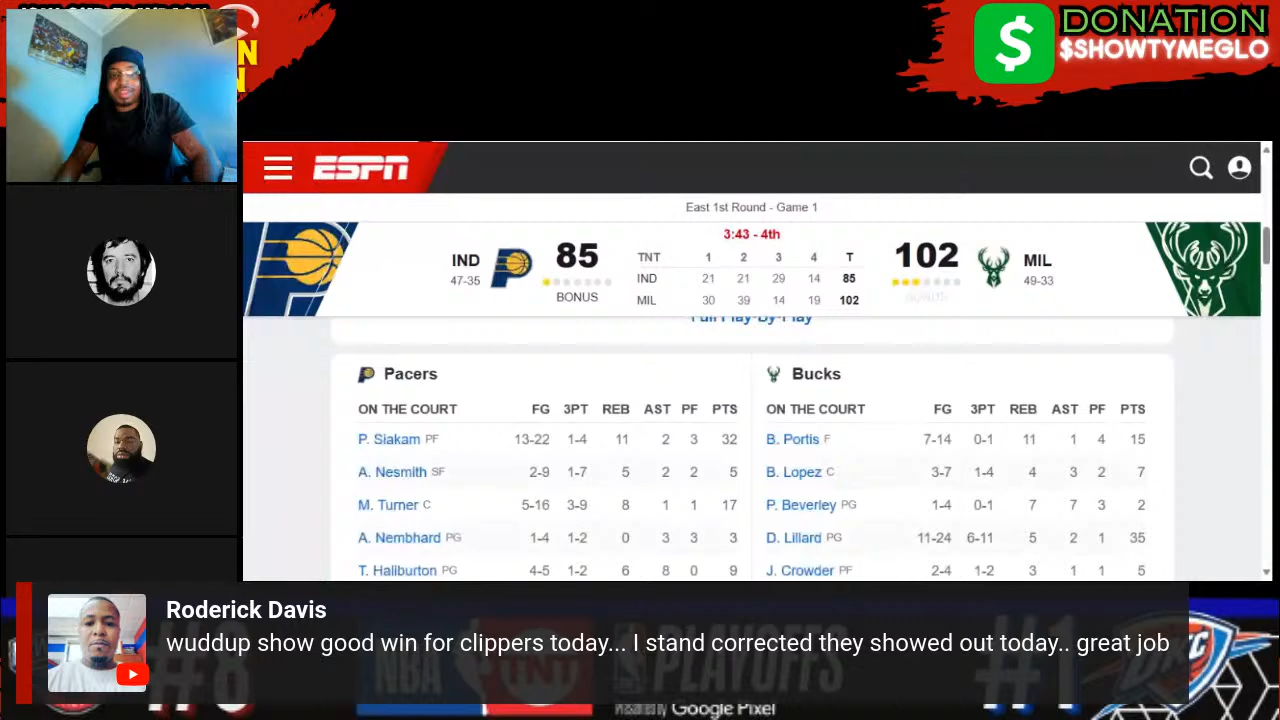 DONATION
$SHOWTYMEGLO
ESPN
East 1st Round - Game 1
3:43 - 4th
IND 85 TNT 1 2 3 4 T 102 MIL
47-35 IND 21 21 29 14 85 49-33
BONUS MIL 30 39 14 19 102 BONUS
Full Play-By-Play
Pacers Bucks
ON THE COURT FG 3PT REB AST PF PTS ON THE COURT FG 3PT REB AST PF PTS
P. Siakam PF 13-22 1-4 11 2 3 32 B. Portis F 7-14 0-1 11 1 4 15
A. Nesmith SF 2-9 1-7 5 2 2 5 B. Lopez C 3-7 1-4 4 3 2 7
M. Turner C 5-16 3-9 8 1 1 17 P. Beverley PG 1-4 0-1 7 7 3 2
A. Nembhard PG 1-4 1-2 0 3 3 3 D. Lillard PG 11-24 6-11 5 2 1 35
T. Haliburton PG 4-5 1-2 6 8 0 9 J. Crowder PF 2-4 1-2 3 1 1 5
Roderick Davis
wuddup show good win for clippers today... I stand corrected they showed out today.. great job
#8 NBA PLAYOFFS #1
Google Pixel